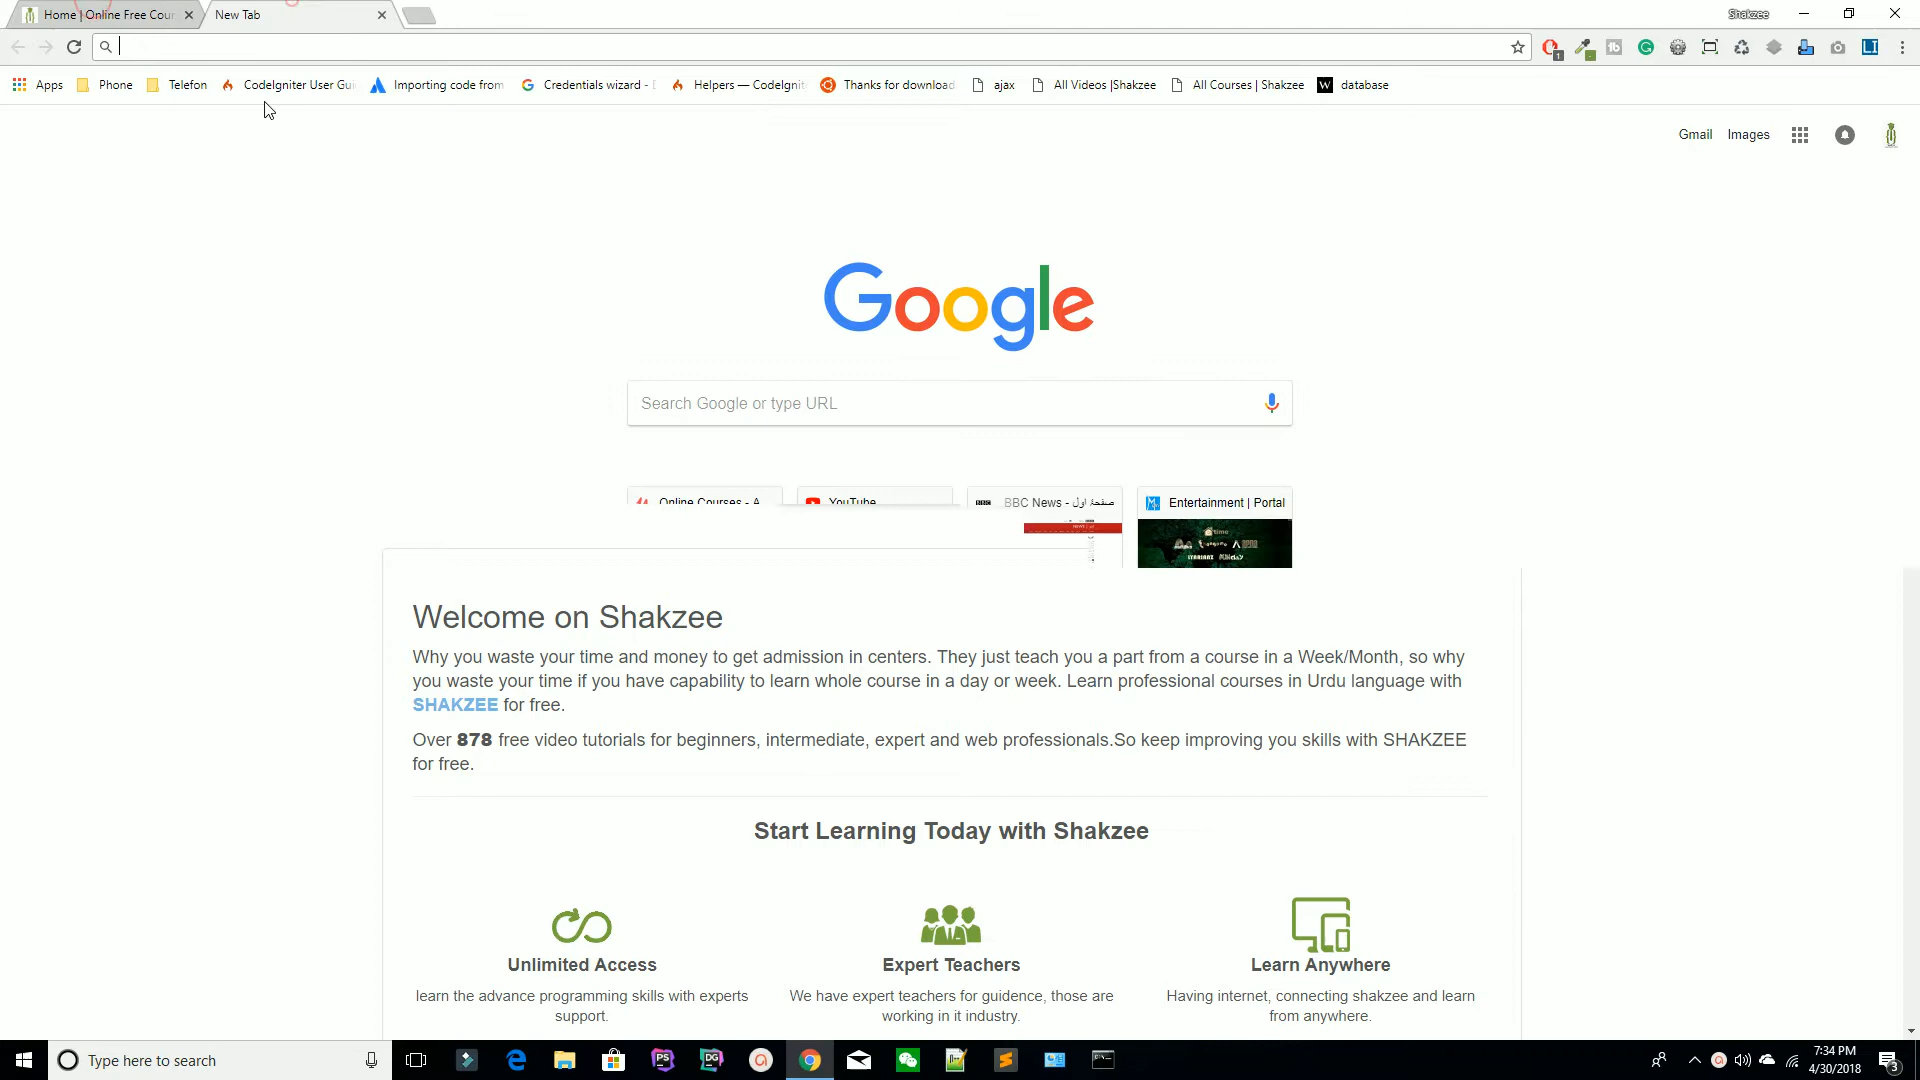 Home | Online Free Cour
New Tab
Shakzee
1
Apps
Phone
Telefon
CodeIgniter User Gui
Importing code from
Credentials wizard -
Helpers — CodeIgnit
Thanks for download
ajax
All Videos |Shakzee
All Courses | Shakzee
W
database
Gmail
Images
Google
Search Google or type URL
Online Courses - A
YouTube
BBC
BBC News - صفحۂ اول
Entertainment | Portal
Welcome on Shakzee
Why you waste your time and money to get admission in centers. They just teach you a part from a course in a Week/Month, so why
you waste your time if you have capability to learn whole course in a day or week. Learn professional courses in Urdu language with
SHAKZEE for free.
Over 878 free video tutorials for beginners, intermediate, expert and web professionals.So keep improving you skills with SHAKZEE
for free.
Start Learning Today with Shakzee
Unlimited Access
Expert Teachers
Learn Anywhere
learn the advance programming skills with experts
support.
We have expert teachers for guidance, those are
working in it industry.
Having internet, connecting shakzee and learn
from anywhere.
Type here to search
PS
DG
7:34 PM
4/30/2018
3